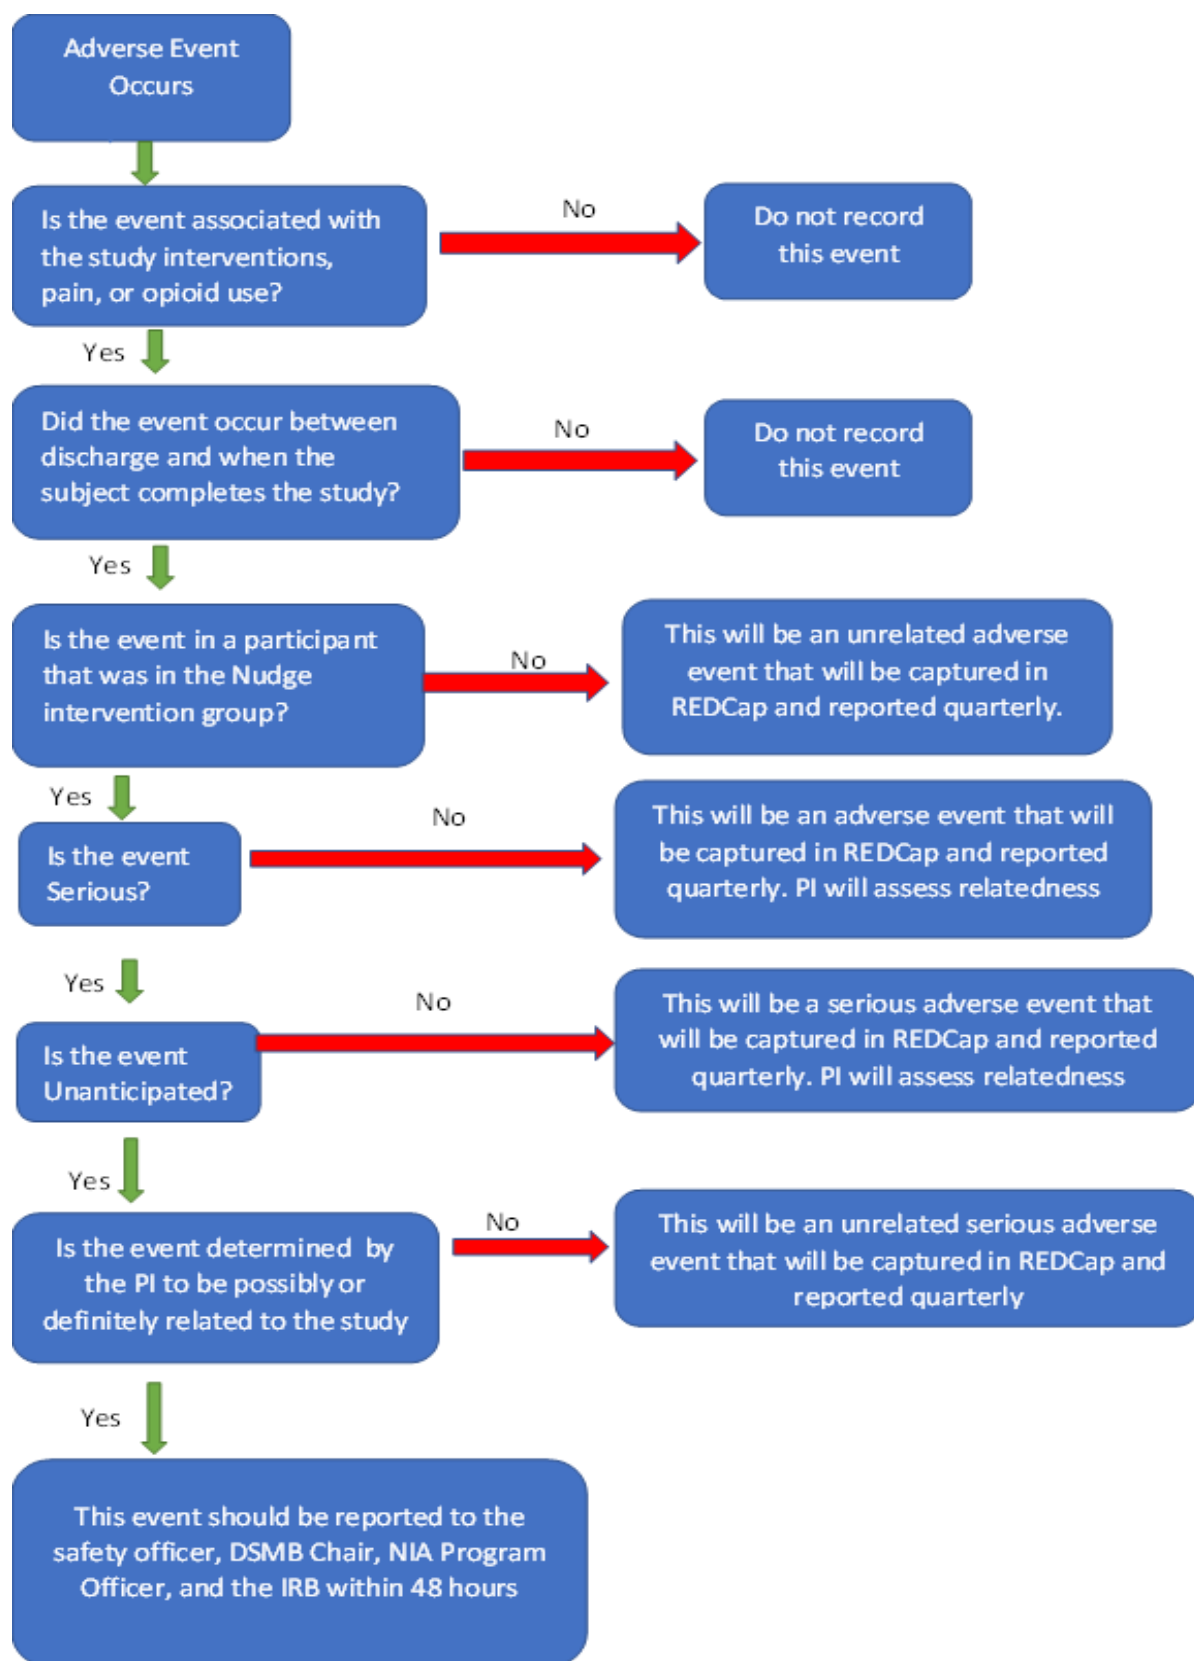 Adverse Event
Occurs
Is the event associated with
the study interventions,
pain, or opioid use?
No
Do not record
this event
Yes
Did the event occur between
discharge and when the
subject completes the study?
No
Do not record
this event
Yes
Is the event in a participant
that was in the Nudge
intervention group?
No
This will be an unrelated adverse
event that will be captured in
REDCap and reported quarterly.
Yes
Is the event
Serious?
No
This will be an adverse event that will
be captured in REDCap and reported
quarterly. PI will assess relatedness
Yes
Is the event
Unanticipated?
No
This will be a serious adverse event that
will be captured in REDCap and reported
quarterly. PI will assess relatedness
Yes
Is the event determined by
the PI to be possibly or
definitely related to the study
No
This will be an unrelated serious adverse
event that will be captured in REDCap and
reported quarterly
Yes
This event should be reported to the
safety officer, DSMB Chair, NIA Program
Officer, and the IRB within 48 hours